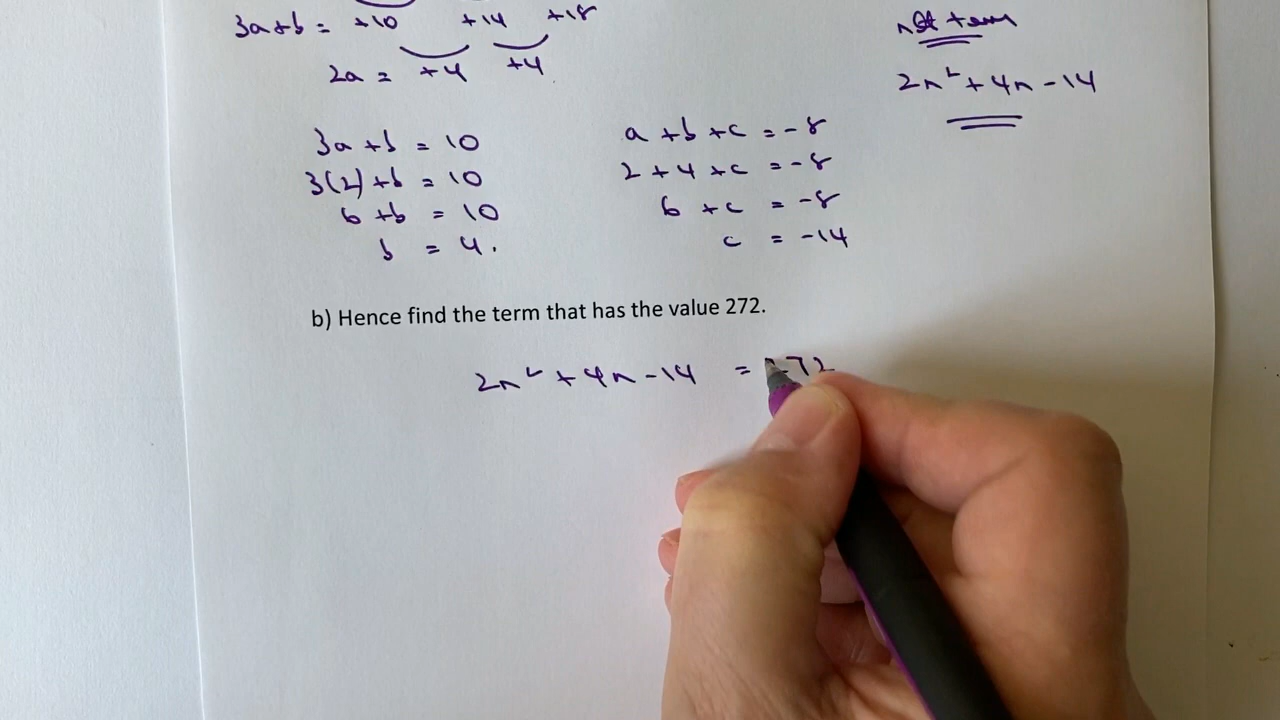 3a+b = +10 +14 +18
2a = +4 +4
nth term
2n² + 4n - 14
3a + b = 10
3(2) + b = 10
6 + b = 10
b = 4.
a + b + c = -8
2 + 4 + c = -8
6 + c = -8
c = -14
b) Hence find the term that has the value 272.
2n² + 4n - 14 = 272